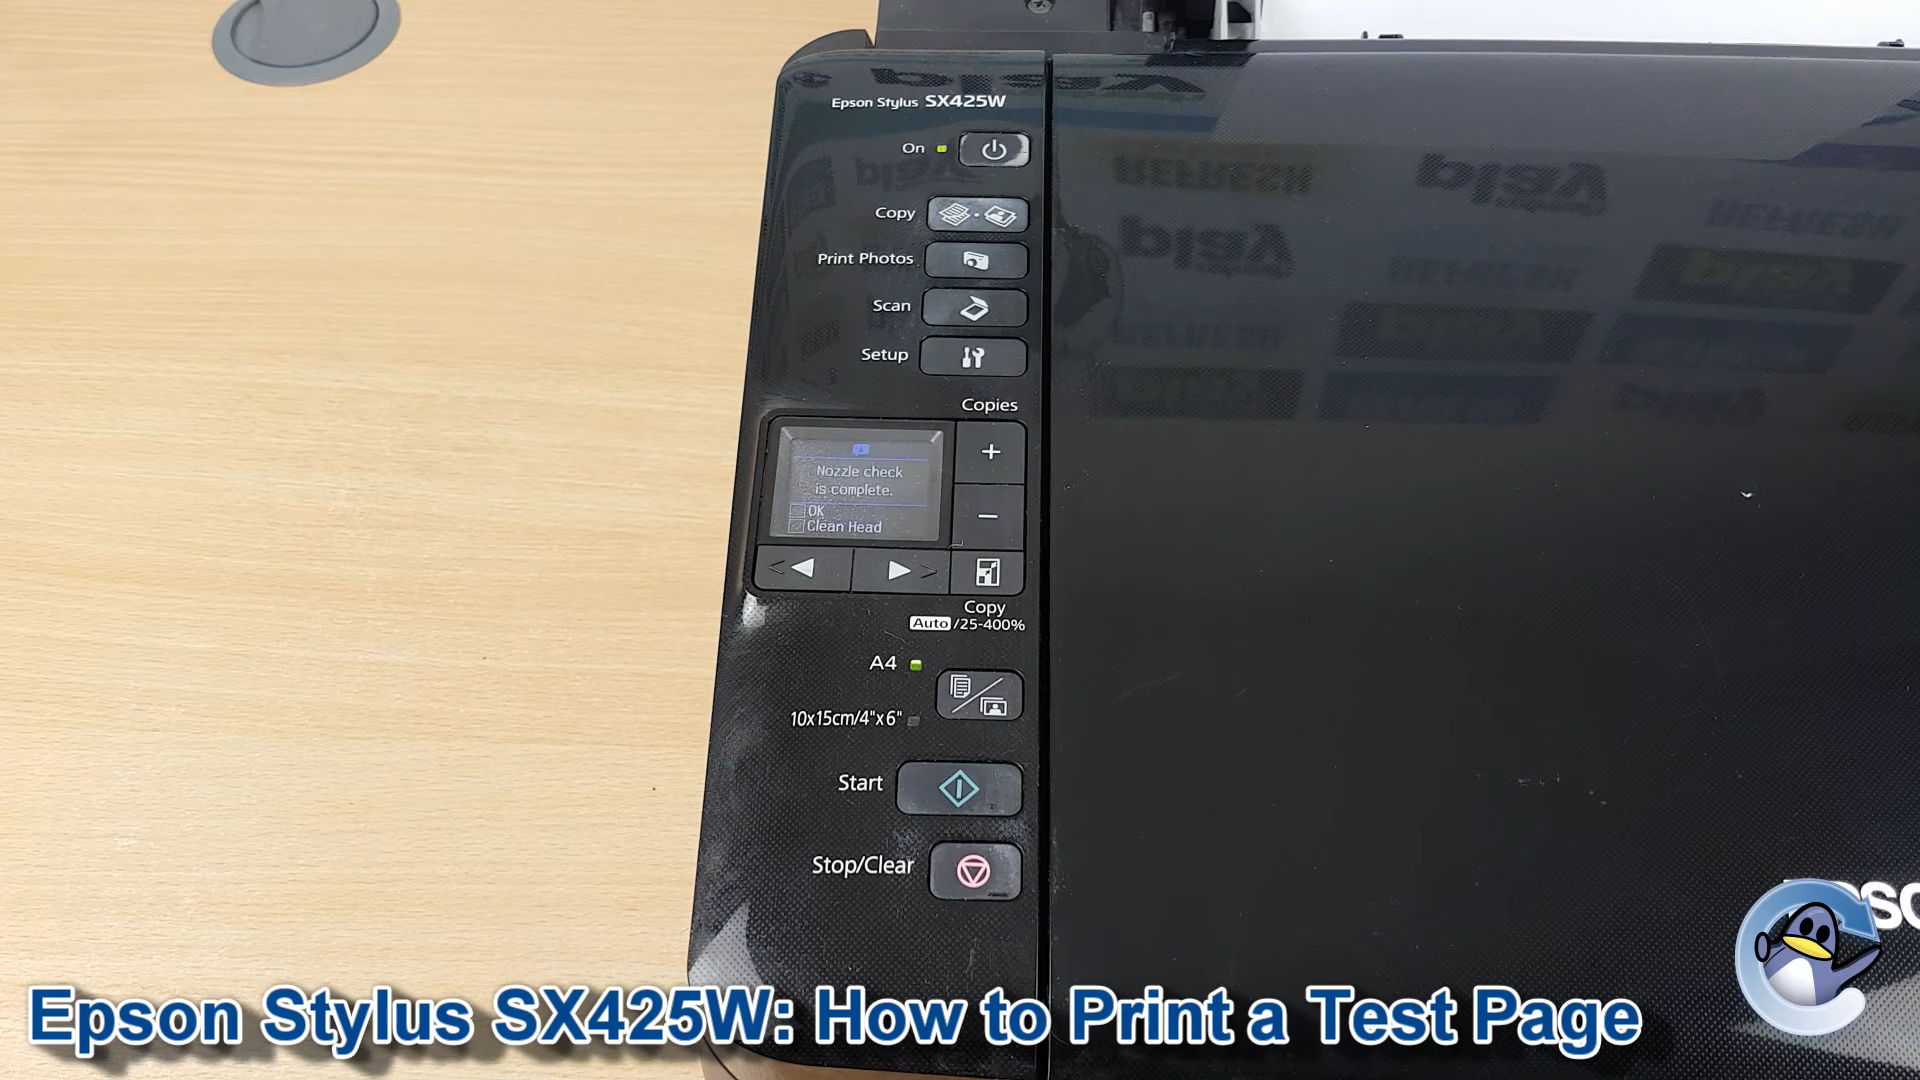 Epson Stylus SX425W
On
Copy
Print Photos
Scan
Setup
Copies
+
Nozzle check
is complete.
−
OK
Clean Head
Copy
Auto/25-400%
A4
10x15cm/4"x6"
Start
Stop/Clear
Epson Stylus SX425W: How to Print a Test Page